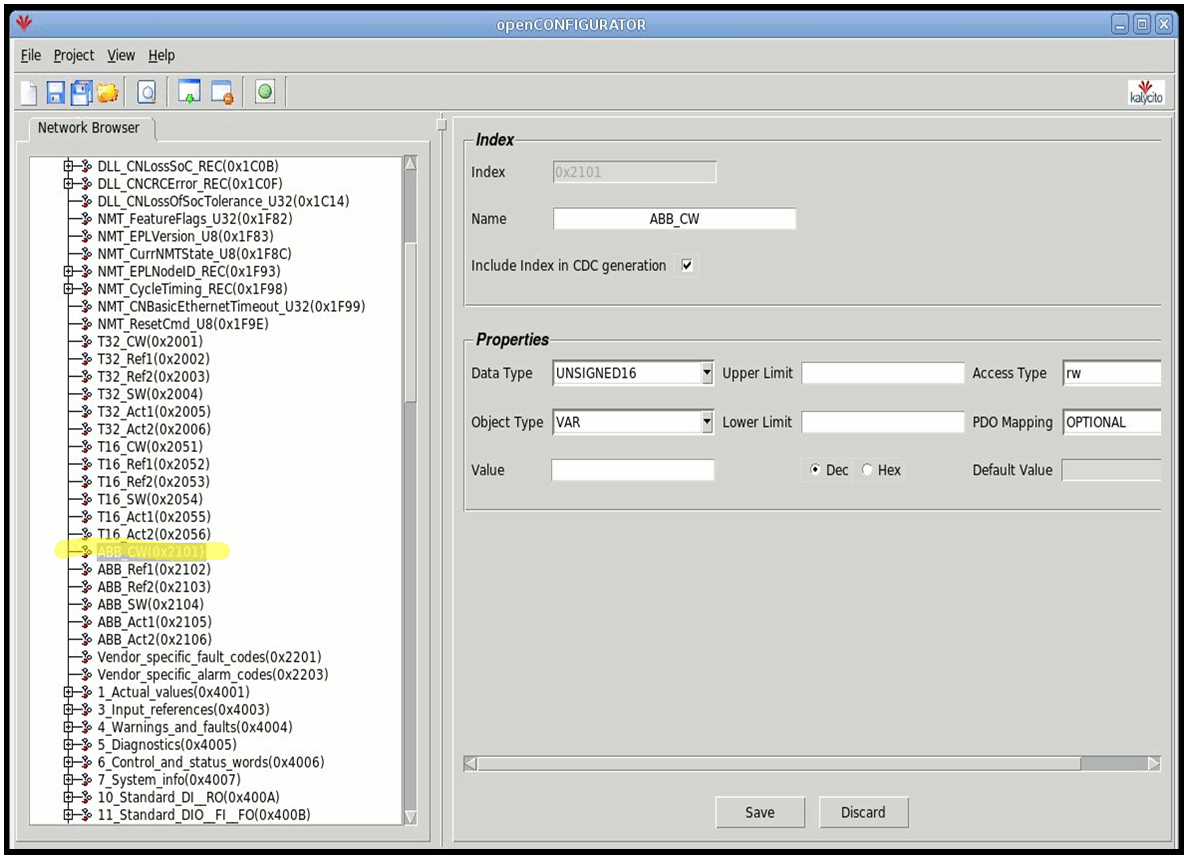 openCONFIGURATOR
File Project View Help
kalycito
Network Browser
DLL_CNLossSoC_REC(0x1C0B)
DLL_CNCRCError_REC(0x1C0F)
DLL_CNLossOfSocTolerance_U32(0x1C14)
NMT_FeatureFlags_U32(0x1F82)
NMT_EPLVersion_U8(0x1F83)
NMT_CurrNMTState_U8(0x1F8C)
NMT_EPLNodeID_REC(0x1F93)
NMT_CycleTiming_REC(0x1F98)
NMT_CNBasicEthernetTimeout_U32(0x1F99)
NMT_ResetCmd_U8(0x1F9E)
T32_CW(0x2001)
T32_Ref1(0x2002)
T32_Ref2(0x2003)
T32_SW(0x2004)
T32_Act1(0x2005)
T32_Act2(0x2006)
T16_CW(0x2051)
T16_Ref1(0x2052)
T16_Ref2(0x2053)
T16_SW(0x2054)
T16_Act1(0x2055)
T16_Act2(0x2056)
ABB_CW(0x2101)
ABB_Ref1(0x2102)
ABB_Ref2(0x2103)
ABB_SW(0x2104)
ABB_Act1(0x2105)
ABB_Act2(0x2106)
Vendor_specific_fault_codes(0x2201)
Vendor_specific_alarm_codes(0x2203)
1_Actual_values(0x4001)
3_Input_references(0x4003)
4_Warnings_and_faults(0x4004)
5_Diagnostics(0x4005)
6_Control_and_status_words(0x4006)
7_System_info(0x4007)
10_Standard_DI__RO(0x400A)
11_Standard_DIO__FI__FO(0x400B)
Index
Index 0x2101
Name ABB_CW
Include Index in CDC generation
Properties
Data Type UNSIGNED16 Upper Limit Access Type rw
Object Type VAR Lower Limit PDO Mapping OPTIONAL
Value Dec Hex Default Value
Save Discard